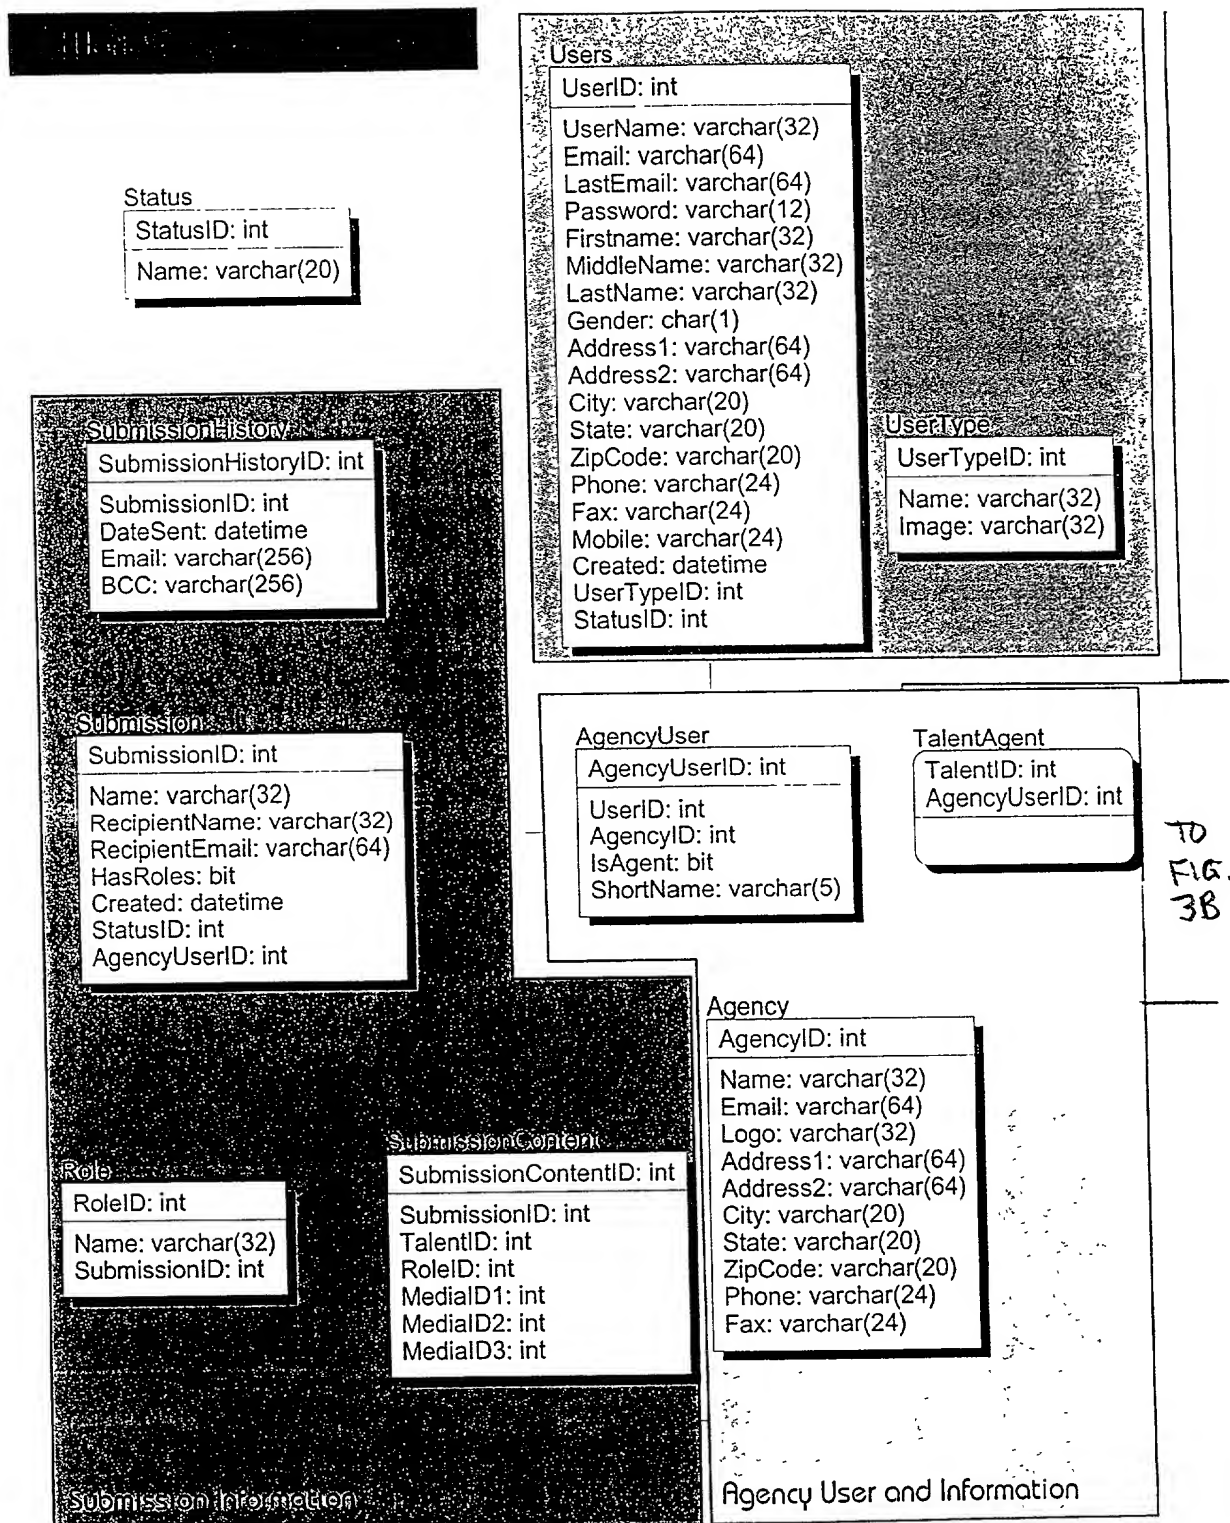 Status
StatusID: int
Name: varchar(20)
Users
UserID: int
UserName: varchar(32)
Email: varchar(64)
LastEmail: varchar(64)
Password: varchar(12)
Firstname: varchar(32)
MiddleName: varchar(32)
LastName: varchar(32)
Gender: char(1)
Address1: varchar(64)
Address2: varchar(64)
City: varchar(20)
State: varchar(20)
ZipCode: varchar(20)
Phone: varchar(24)
Fax: varchar(24)
Mobile: varchar(24)
Created: datetime
UserTypeID: int
StatusID: int
UserType
UserTypeID: int
Name: varchar(32)
Image: varchar(32)
SubmissionHistory
SubmissionHistoryID: int
SubmissionID: int
DateSent: datetime
Email: varchar(256)
BCC: varchar(256)
Submission
SubmissionID: int
Name: varchar(32)
RecipientName: varchar(32)
RecipientEmail: varchar(64)
HasRoles: bit
Created: datetime
StatusID: int
AgencyUserID: int
AgencyUser
AgencyUserID: int
UserID: int
AgencyID: int
IsAgent: bit
ShortName: varchar(5)
TalentAgent
TalentID: int
AgencyUserID: int
TO
FIG.
3B
Role
RoleID: int
Name: varchar(32)
SubmissionID: int
SubmissionContent
SubmissionContentID: int
SubmissionID: int
TalentID: int
RoleID: int
MediaID1: int
MediaID2: int
MediaID3: int
Agency
AgencyID: int
Name: varchar(32)
Email: varchar(64)
Logo: varchar(32)
Address1: varchar(64)
Address2: varchar(64)
City: varchar(20)
State: varchar(20)
ZipCode: varchar(20)
Phone: varchar(24)
Fax: varchar(24)
Submission Information
Agency User and Information